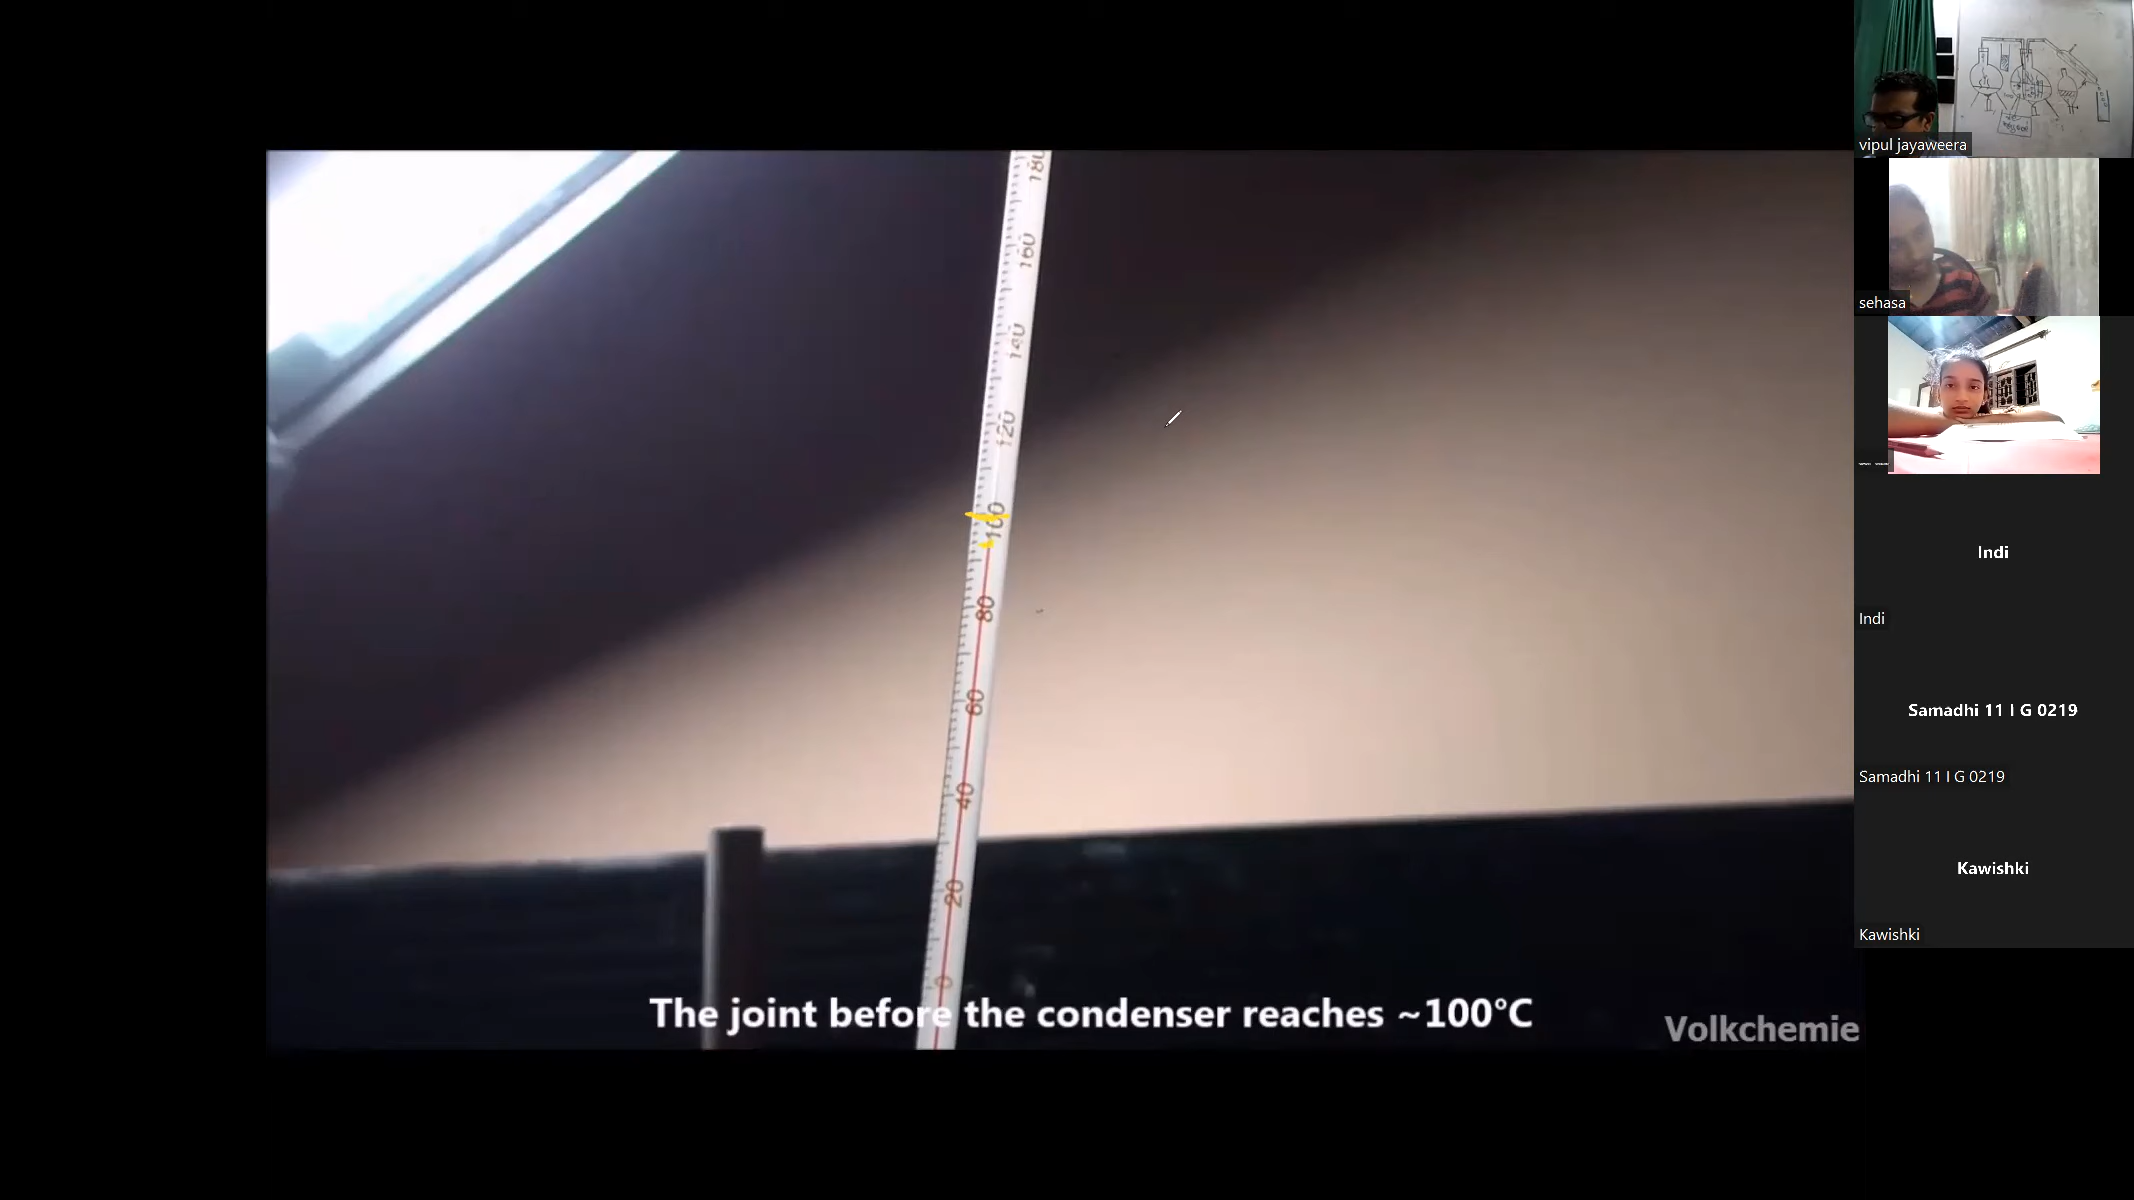 180
160
140
120
100
80
60
40
20
0
The joint before the condenser reaches ~100°C
Volkchemie
vipul jayaweera
sehasa
Indi
Indi
Samadhi 11 I G 0219
Samadhi 11 I G 0219
Kawishki
Kawishki